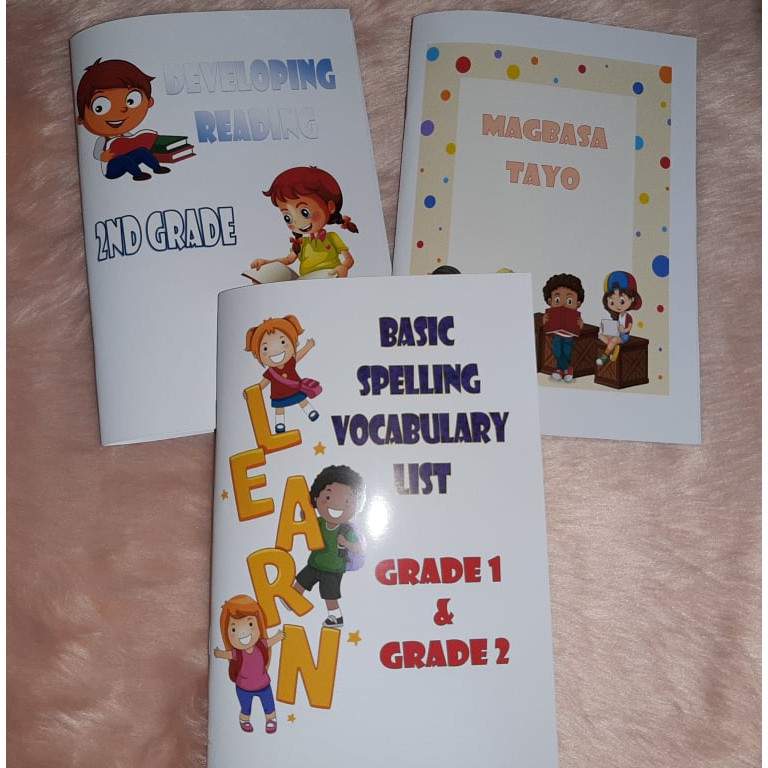 DEVELOPING
READING
2ND GRADE
MAGBASA
TAYO
LEARN
BASIC
SPELLING
VOCABULARY
LIST
GRADE 1
&
GRADE 2